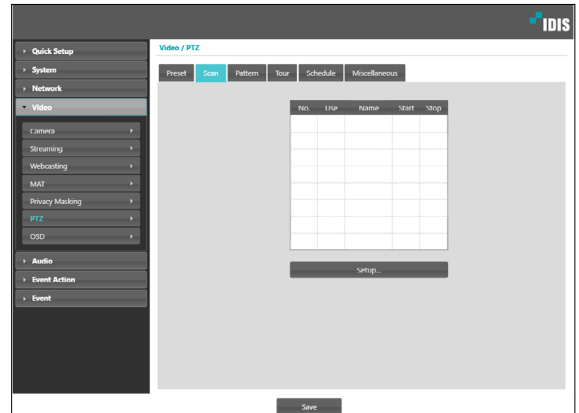 IDIS
Quick Setup
System
Network
Video
Camera
Streaming
Webcasting
MAT
Privacy Masking
PTZ
OSD
Audio
Event Action
Event
Video / PTZ
Preset Scan Pattern Tour Schedule Miscellaneous
No. Use Name Start Stop
Setup...
Save